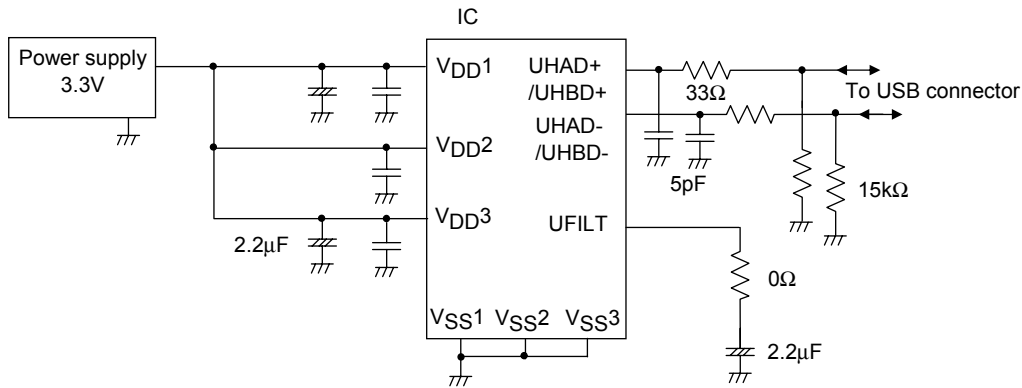 IC
Power supply
3.3V
VDD1
VDD2
VDD3
2.2μF
UHAD+
/UHBD+
UHAD-
/UHBD-
UFILT
VSS1 VSS2 VSS3
33Ω
To USB connector
5pF
15kΩ
0Ω
2.2μF